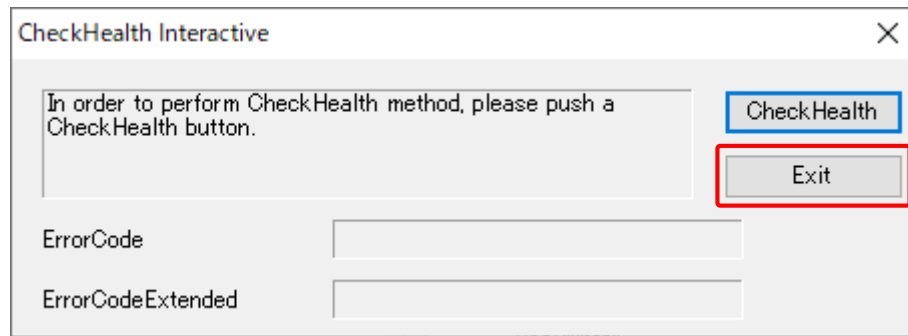 CheckHealth Interactive
In order to perform CheckHealth method, please push a
CheckHealth button.
CheckHealth
Exit
ErrorCode
ErrorCodeExtended